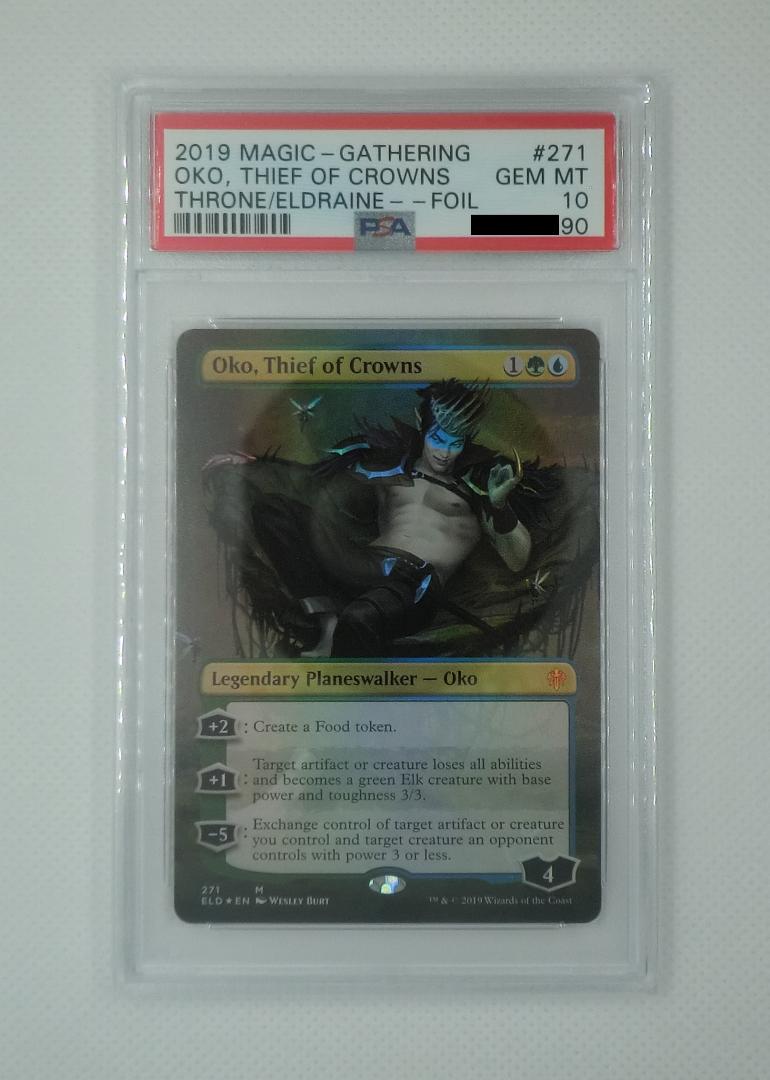 2019 MAGIC – GATHERING #271
OKO, THIEF OF CROWNS GEM MT
THRONE/ELDRAINE – – FOIL 10
PSA 90
Oko, Thief of Crowns 1
Legendary Planeswalker — Oko
+2 : Create a Food token.
Target artifact or creature loses all abilities
+1 : and becomes a green Elk creature with base
power and toughness 3/3.
Exchange control of target artifact or creature
−5 : you control and target creature an opponent
controls with power 3 or less.
4
271 M
ELD ★ EN WESLEY BURT ™ & © 2019 Wizards of the Coast